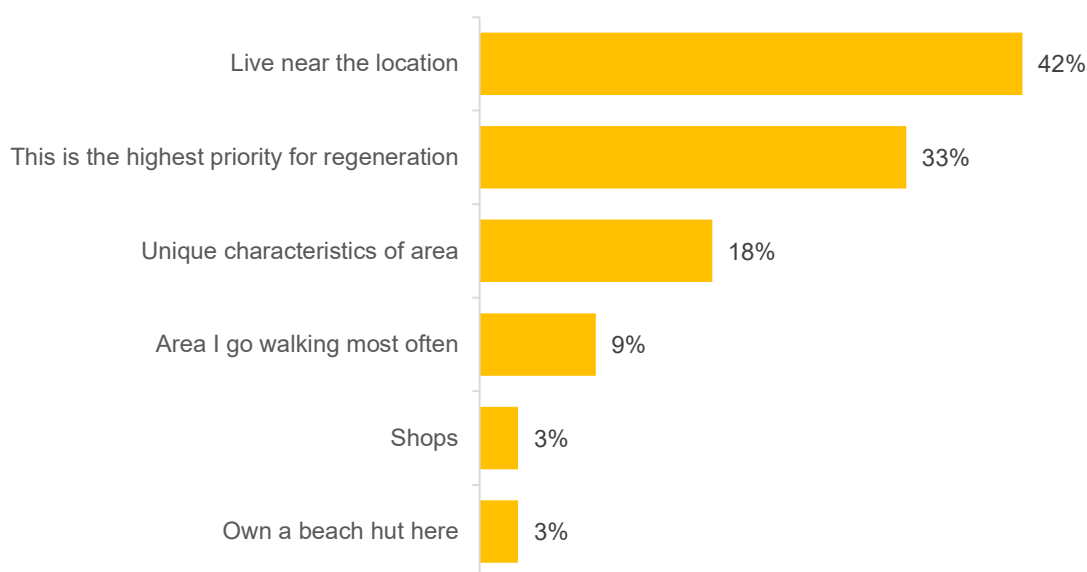 Live near the location 42%
This is the highest priority for regeneration 33%
Unique characteristics of area 18%
Area I go walking most often 9%
Shops 3%
Own a beach hut here 3%